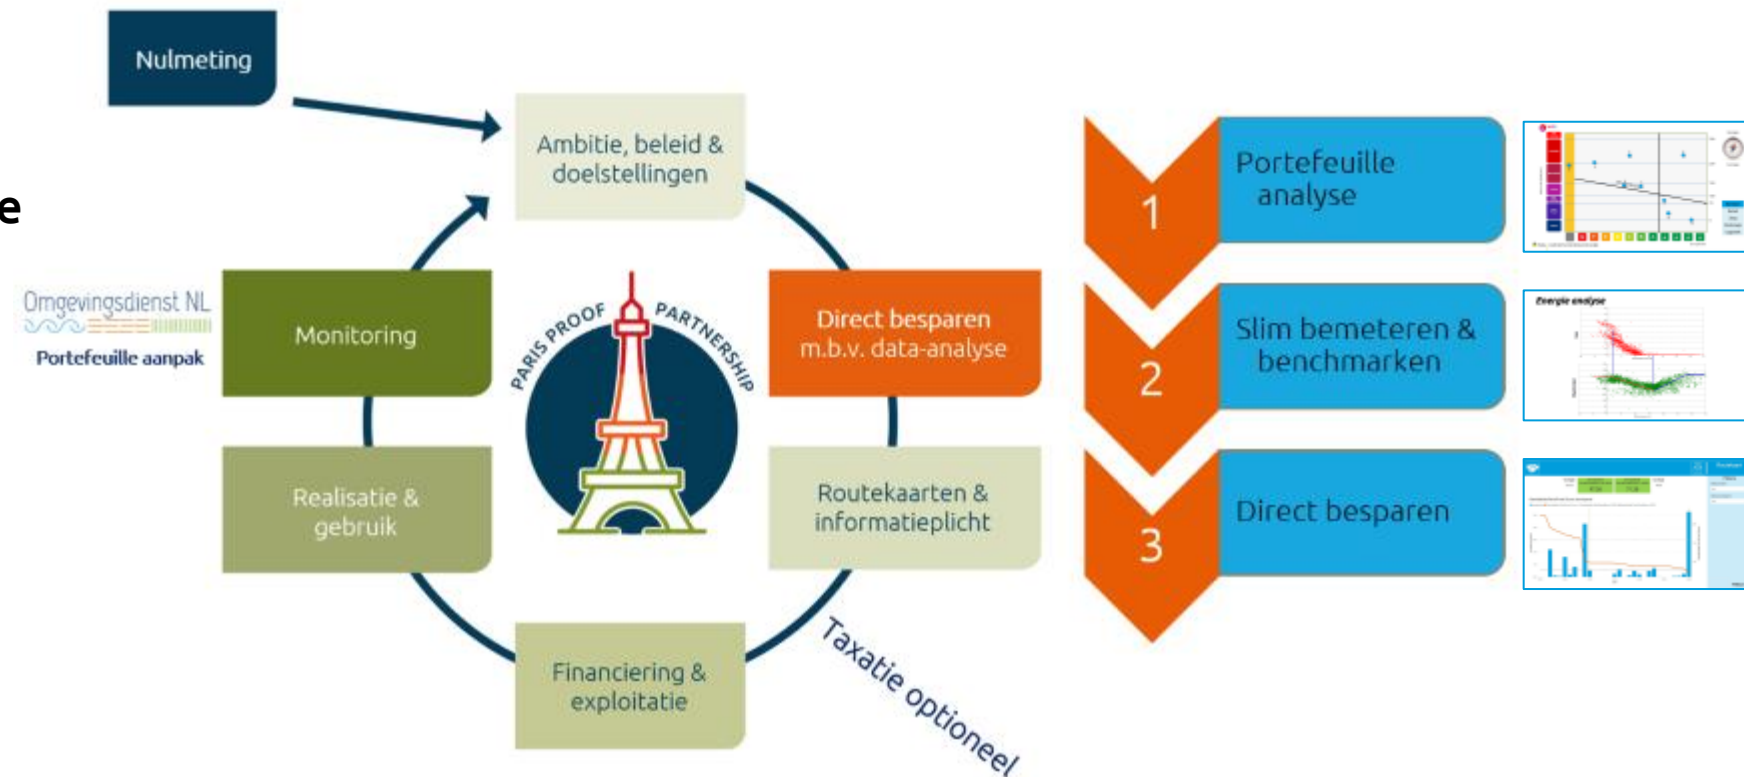 Nulmeting
Ambitie, beleid &
doelstellingen
e
Omgevingsdienst NL
Portefeuille aanpak
Monitoring
PARIS PROOF PARTNERSHIP
Direct besparen
m.b.v. data-analyse
Realisatie &
gebruik
Routekaarten &
informatieplicht
Financiering &
exploitatie
Taxatie optioneel
1
Portefeuille
analyse
2
Slim bemeteren &
benchmarken
3
Direct besparen
Energie analyse